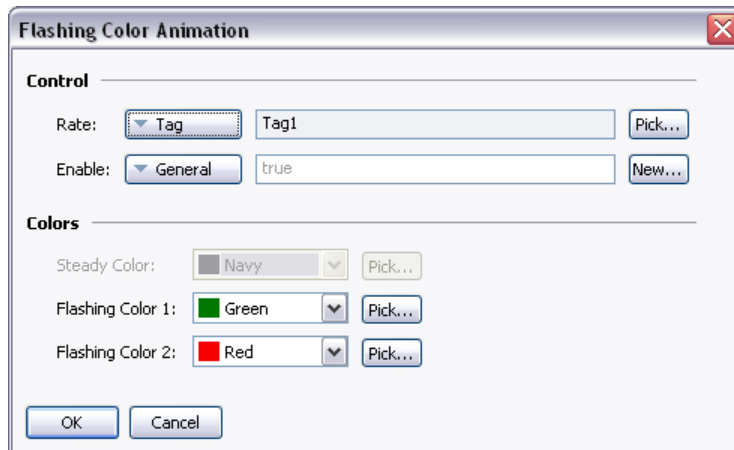 Flashing Color Animation
Control
Rate: Tag Tag1 Pick...
Enable: General true New...
Colors
Steady Color: Navy Pick...
Flashing Color 1: Green Pick...
Flashing Color 2: Red Pick...
OK Cancel